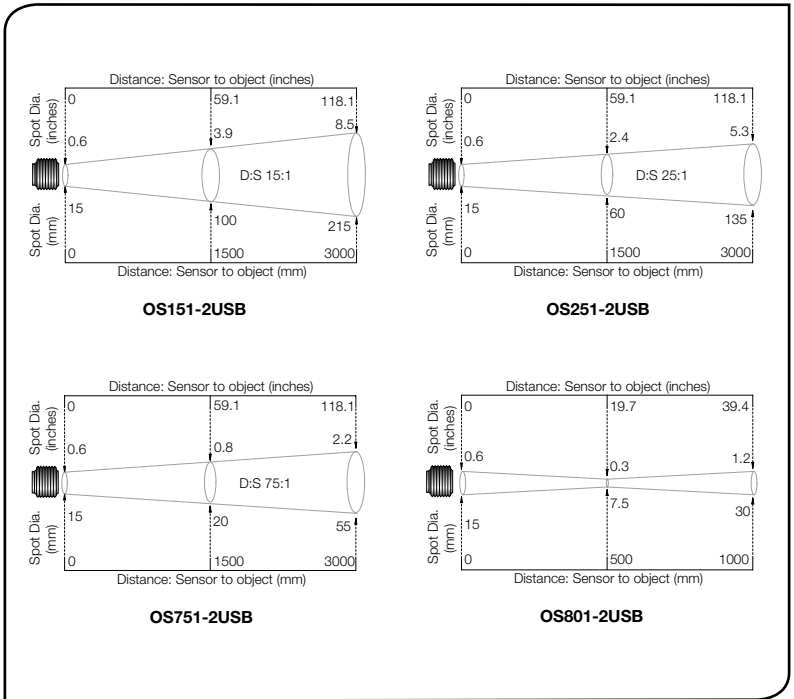 Distance: Sensor to object (inches)
Spot Dia.
(inches)
0
59.1
118.1
0.6
3.9
8.5
D:S 15:1
15
100
215
Spot Dia.
(mm)
0
1500
3000
Distance: Sensor to object (mm)
OS151-2USB
Distance: Sensor to object (inches)
Spot Dia.
(inches)
0
59.1
118.1
0.6
2.4
5.3
D:S 25:1
15
60
135
Spot Dia.
(mm)
0
1500
3000
Distance: Sensor to object (mm)
OS251-2USB
Distance: Sensor to object (inches)
Spot Dia.
(inches)
0
59.1
118.1
0.6
0.8
2.2
D:S 75:1
15
20
55
Spot Dia.
(mm)
0
1500
3000
Distance: Sensor to object (mm)
OS751-2USB
Distance: Sensor to object (inches)
Spot Dia.
(inches)
0
19.7
39.4
0.6
0.3
1.2
15
7.5
30
Spot Dia.
(mm)
0
500
1000
Distance: Sensor to object (mm)
OS801-2USB